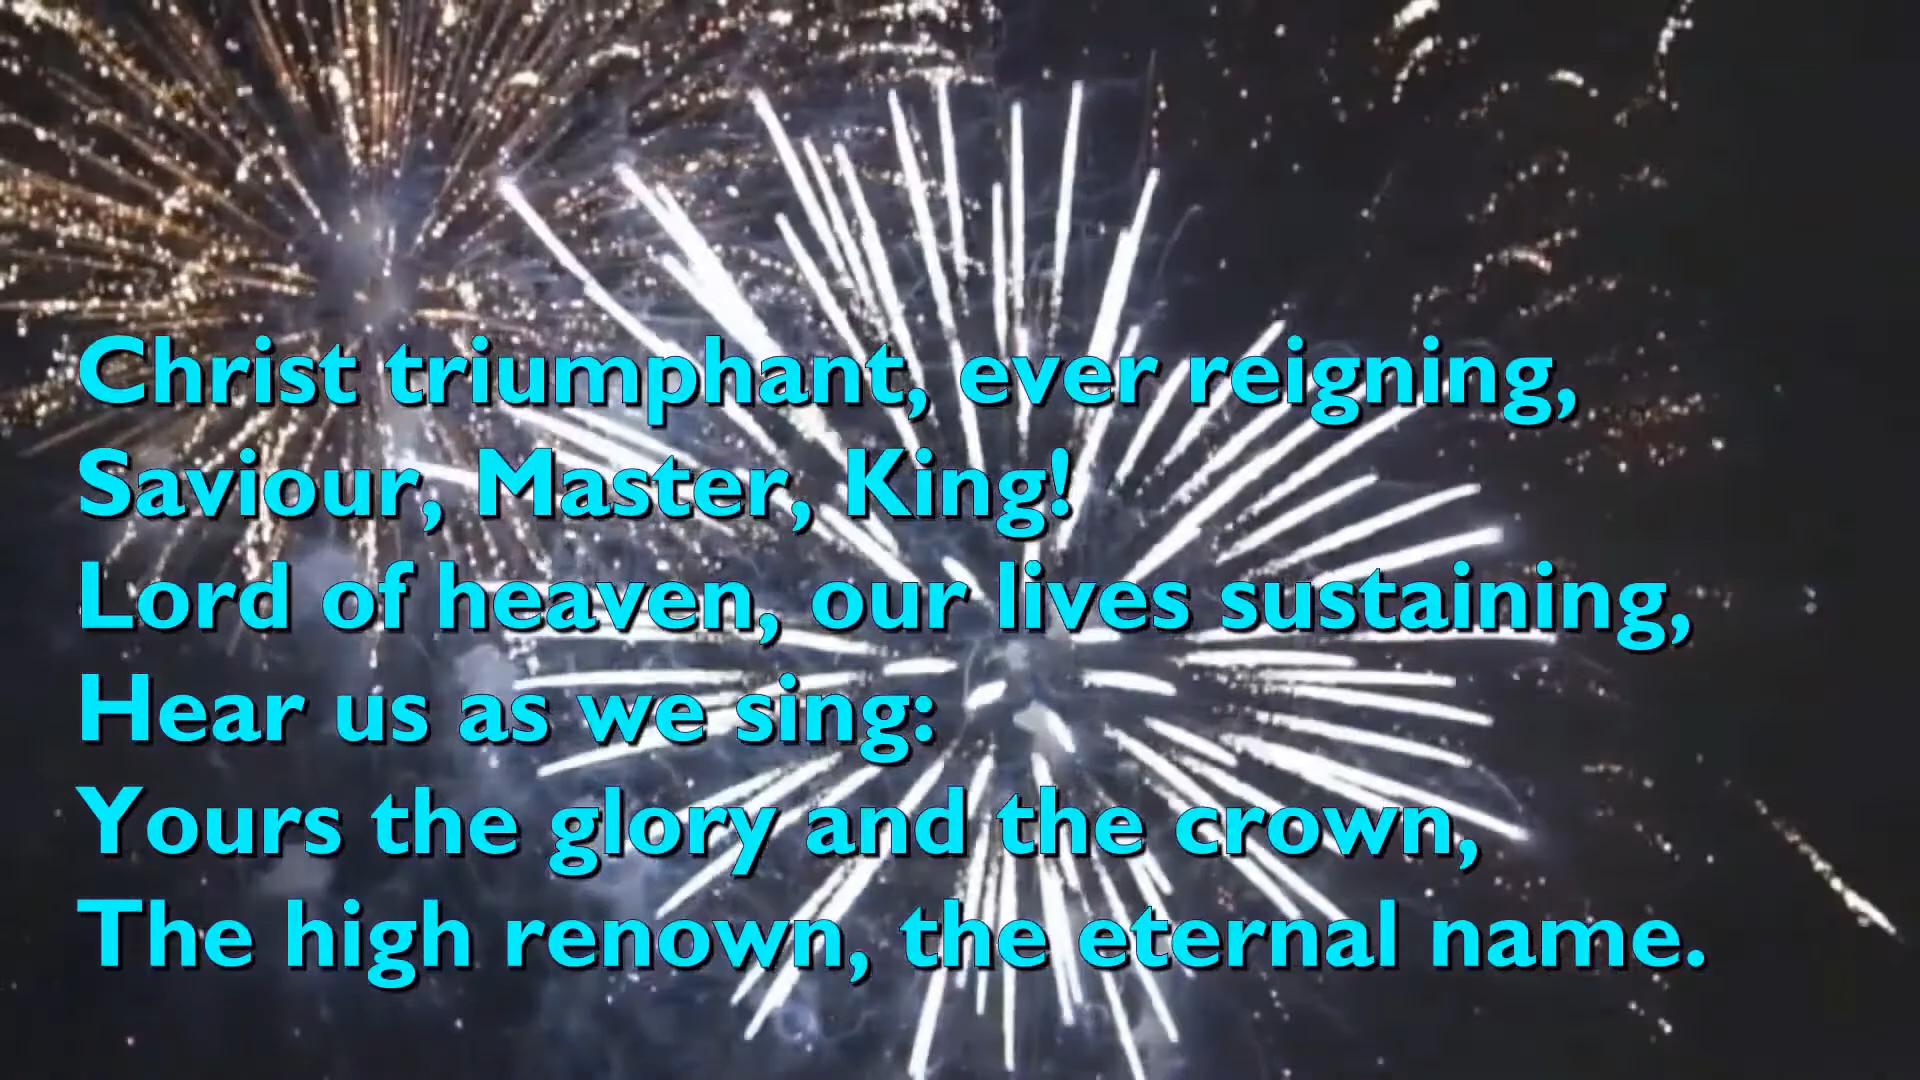 Christ triumphant, ever reigning,
Saviour, Master, King!
Lord of heaven, our lives sustaining,
Hear us as we sing:
Yours the glory and the crown,
The high renown, the eternal name.